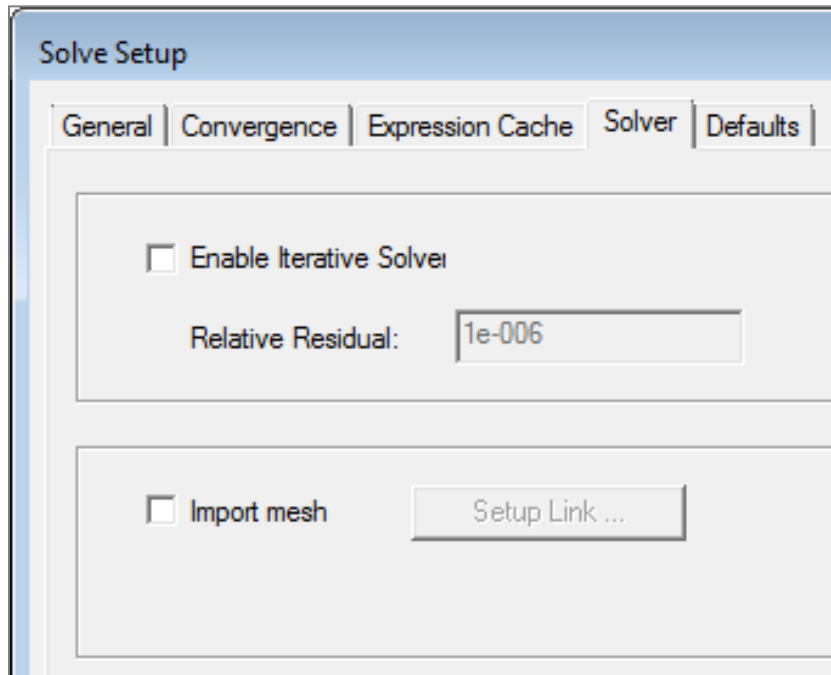 Solve Setup
General Convergence Expression Cache Solver Defaults
Enable Iterative Solver
Relative Residual: 1e-006
Import mesh Setup Link ...